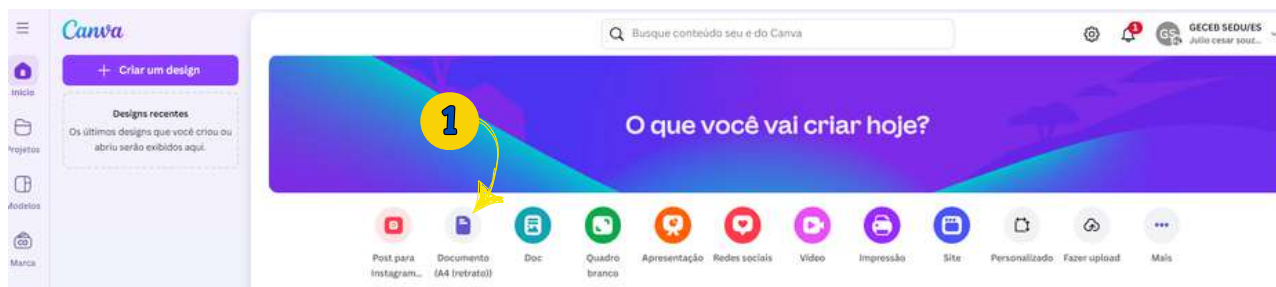 Canva
Busque conteúdo seu e do Canva
1
GS
GECEB SEDU/ES
Julio cesar souz...
+ Criar um design
Início
Designs recentes
Os últimos designs que você criou ou
abriu serão exibidos aqui.
Projetos
Modelos
Marca
1
O que você vai criar hoje?
Post para
Instagram...
Documento
(A4 (retrato))
Doc
Quadro
branco
Apresentação
Redes sociais
Vídeo
Impressão
Site
Personalizado
Fazer upload
Mais